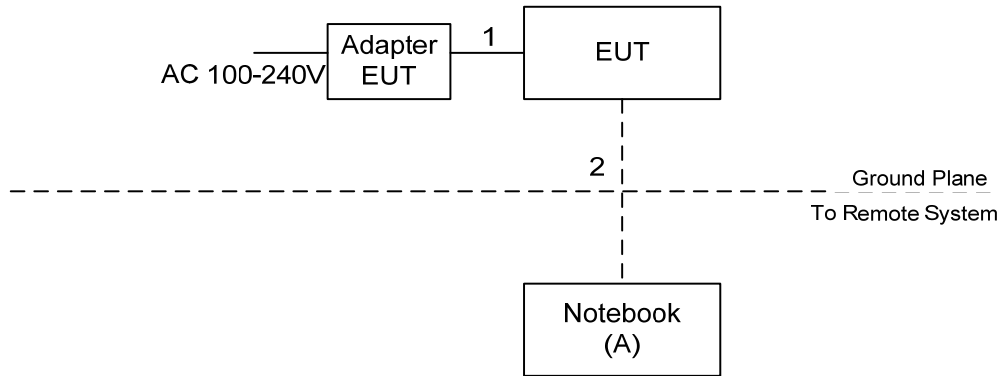 AC 100-240V
Adapter
EUT
1
EUT
2
Ground Plane
To Remote System
Notebook
(A)